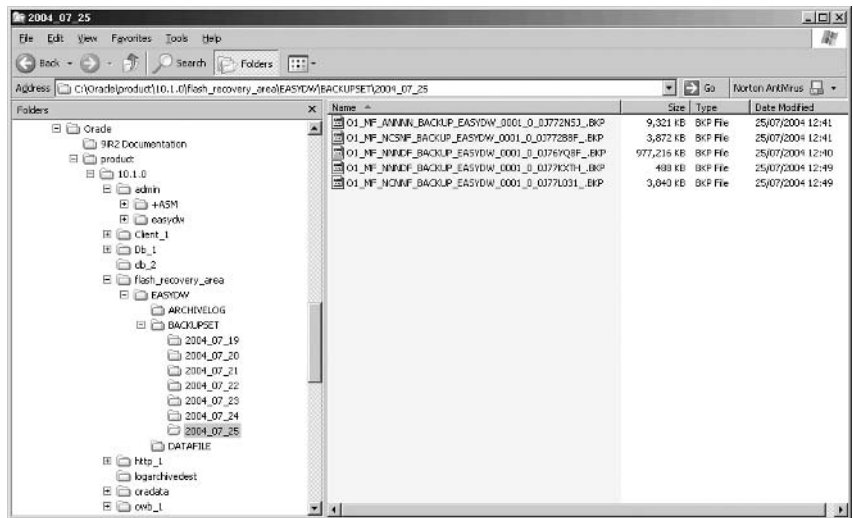 2004_07_25
File Edit View Favorites Tools Help
Back Search Folders
Address C:\Oracle\product\10.1.0\flash_recovery_area\EASYDW\BACKUPSET\2004_07_25 Go Norton AntiVirus
Folders Name Size Type Date Modified
Oracle
9iR2 Documentation
product
10.1.0
admin
+ASM
easydw
Client_1
Db_1
db_2
flash_recovery_area
EASYDW
ARCHIVELOG
BACKUPSET
2004_07_19
2004_07_20
2004_07_21
2004_07_22
2004_07_23
2004_07_24
2004_07_25
DATAFILE
http_1
logarchivedest
oradata
owb_1
9,321 KB BKP File 25/07/2004 12:41
3,872 KB BKP File 25/07/2004 12:41
977,216 KB BKP File 25/07/2004 12:40
488 KB BKP File 25/07/2004 12:49
3,840 KB BKP File 25/07/2004 12:49